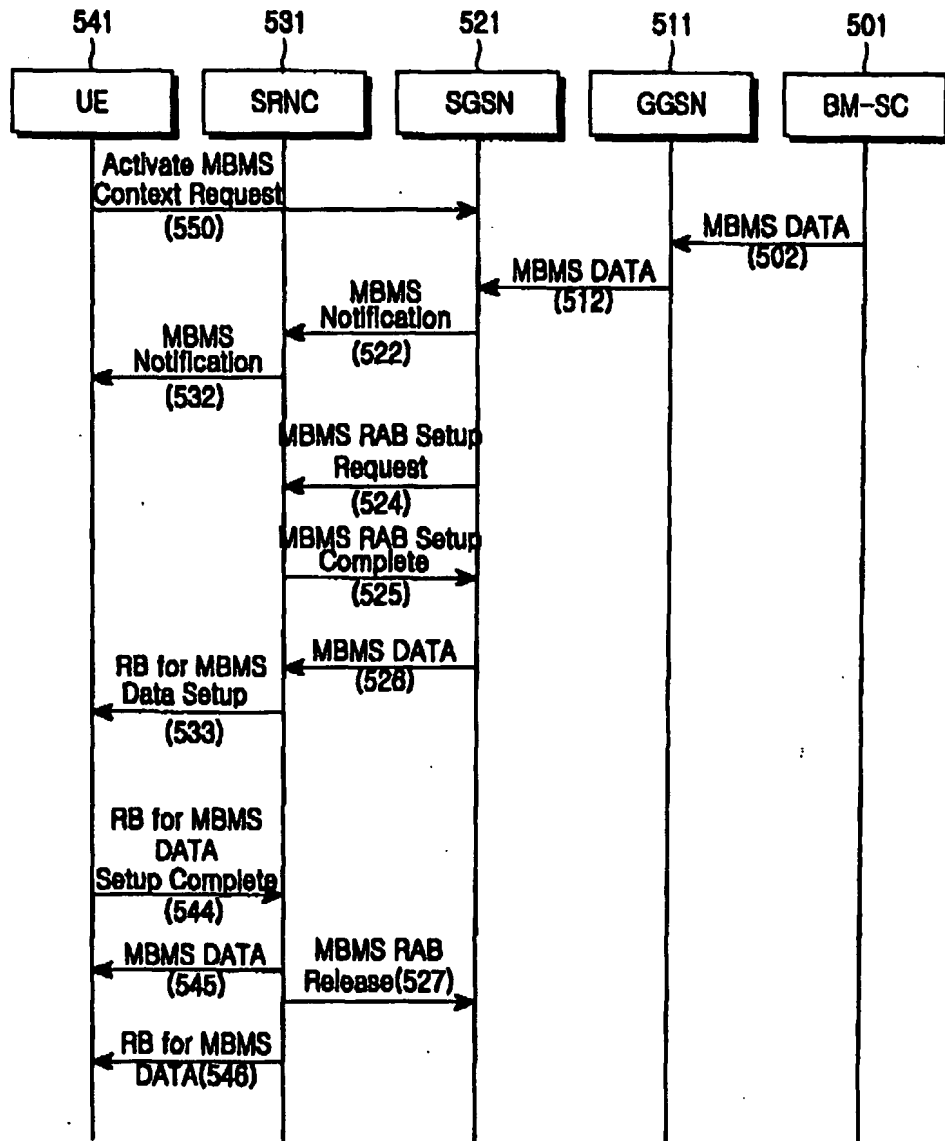 541 531 521 511 501
UE SRNC SGSN GGSN BM-SC
Activate MBMS
Context Request
(550)
MBMS DATA
(502)
MBMS DATA
(512)
MBMS
Notification
(522)
MBMS
Notification
(532)
MBMS RAB Setup
Request
(524)
MBMS RAB Setup
Complete
(525)
MBMS DATA
(526)
RB for MBMS
Data Setup
(533)
RB for MBMS
DATA
Setup Complete
(544)
MBMS DATA
(545)
MBMS RAB
Release(527)
RB for MBMS
DATA(546)